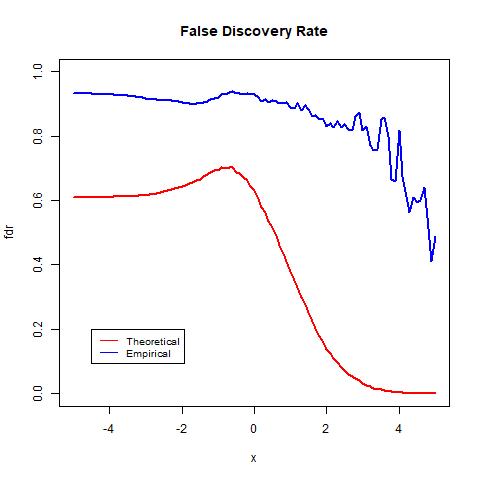 False Discovery Rate
fdr
1.0
0.8
0.6
0.4
0.2
0.0
Theoretical
Empirical
-4 -2 0 2 4
x